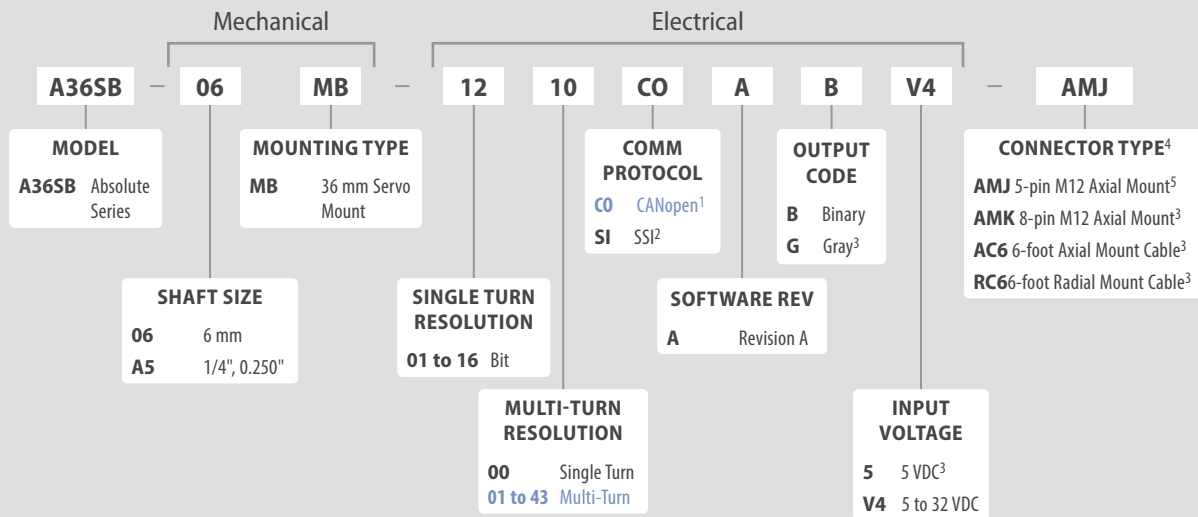 Mechanical
Electrical
A36SB – 06 MB – 12 10 CO A B V4 – AMJ
MODEL
A36SB Absolute
Series
MOUNTING TYPE
MB 36 mm Servo
Mount
COMM
PROTOCOL
CO CANopen1
SI SSI2
OUTPUT
CODE
B Binary
G Gray3
CONNECTOR TYPE4
AMJ 5-pin M12 Axial Mount5
AMK 8-pin M12 Axial Mount3
AC6 6-foot Axial Mount Cable3
RC66-foot Radial Mount Cable3
SHAFT SIZE
06 6 mm
A5 1/4", 0.250"
SINGLE TURN
RESOLUTION
01 to 16 Bit
SOFTWARE REV
A Revision A
MULTI-TURN
RESOLUTION
00 Single Turn
01 to 43 Multi-Turn
INPUT
VOLTAGE
5 5 VDC3
V4 5 to 32 VDC